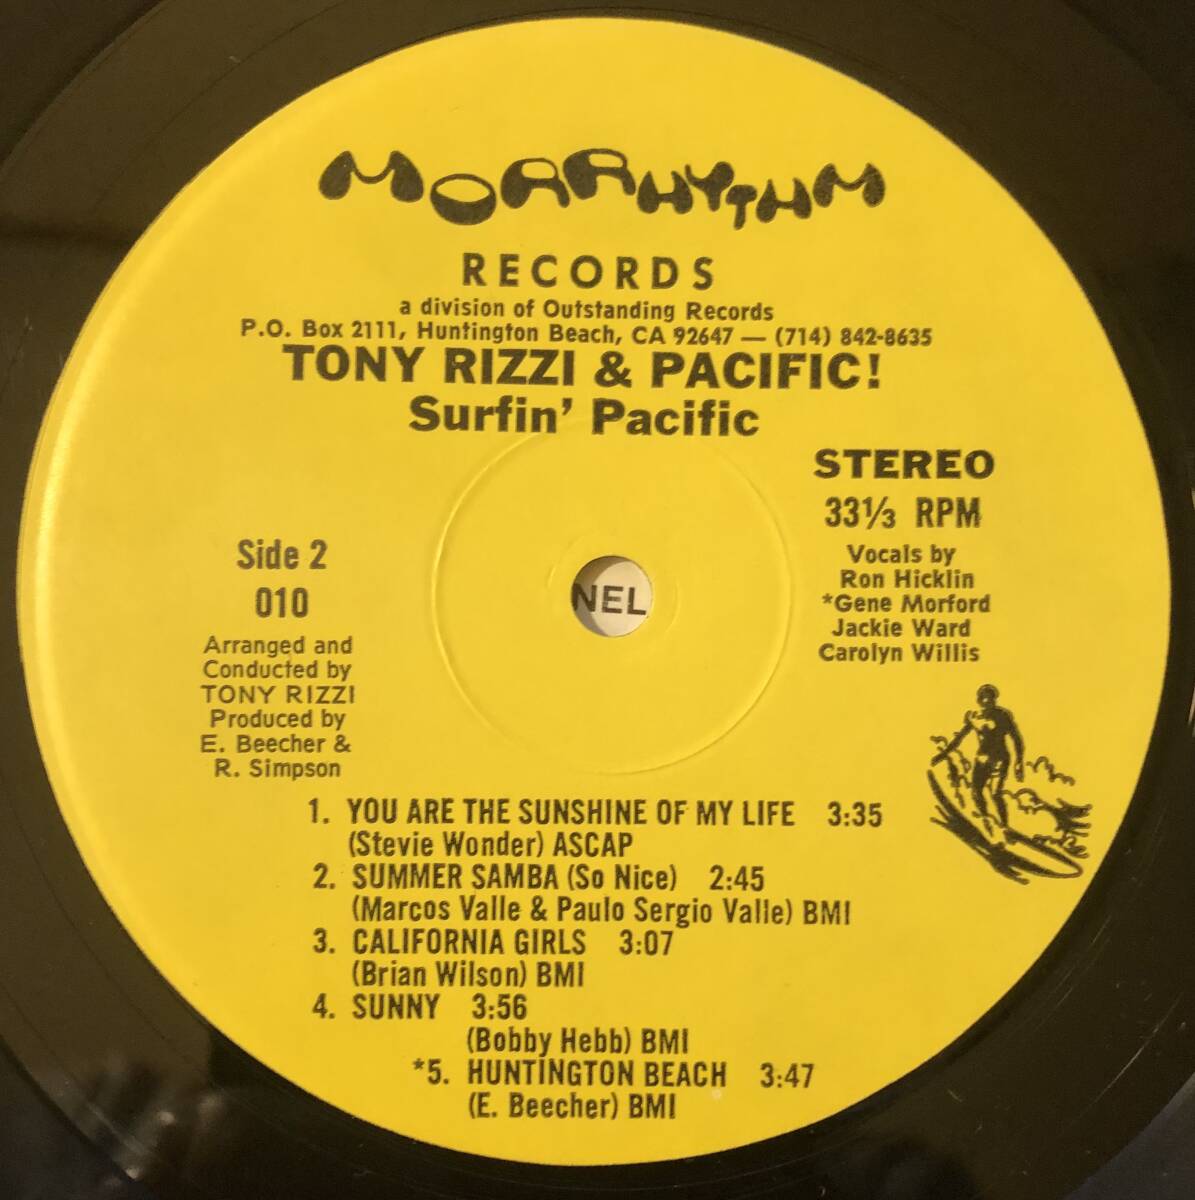 MORRHYTHM
RECORDS
a division of Outstanding Records
P.O. Box 2111, Huntington Beach, CA 92647 — (714) 842-8635
TONY RIZZI & PACIFIC!
Surfin' Pacific
STEREO
33⅓ RPM
Vocals by
Ron Hicklin
*Gene Morford
Jackie Ward
Carolyn Willis
Side 2
010
Arranged and
Conducted by
TONY RIZZI
Produced by
E. Beecher &
R. Simpson
NEL
1. YOU ARE THE SUNSHINE OF MY LIFE 3:35
(Stevie Wonder) ASCAP
2. SUMMER SAMBA (So Nice) 2:45
(Marcos Valle & Paulo Sergio Valle) BMI
3. CALIFORNIA GIRLS 3:07
(Brian Wilson) BMI
4. SUNNY 3:56
(Bobby Hebb) BMI
*5. HUNTINGTON BEACH 3:47
(E. Beecher) BMI